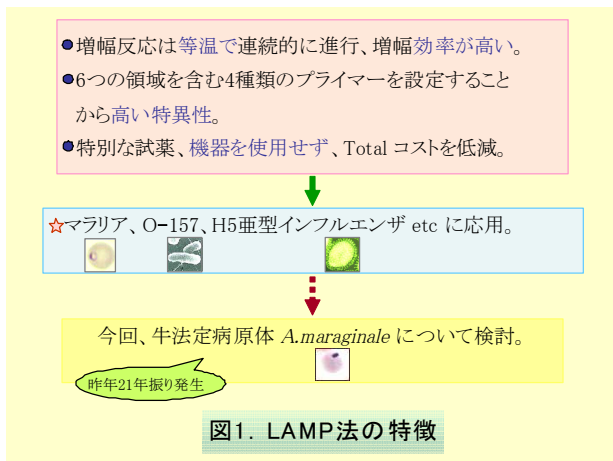 ●増幅反応は等温で連続的に進行、増幅効率が高い。
●6つの領域を含む4種類のプライマーを設定すること
から高い特異性。
●特別な試薬、機器を使用せず、Total コストを低減。
☆マラリア、O-157、H5亜型インフルエンザ etc に応用。
今回、牛法定病原体 A.maraginale について検討。
昨年21年振り発生
図1. LAMP法の特徴